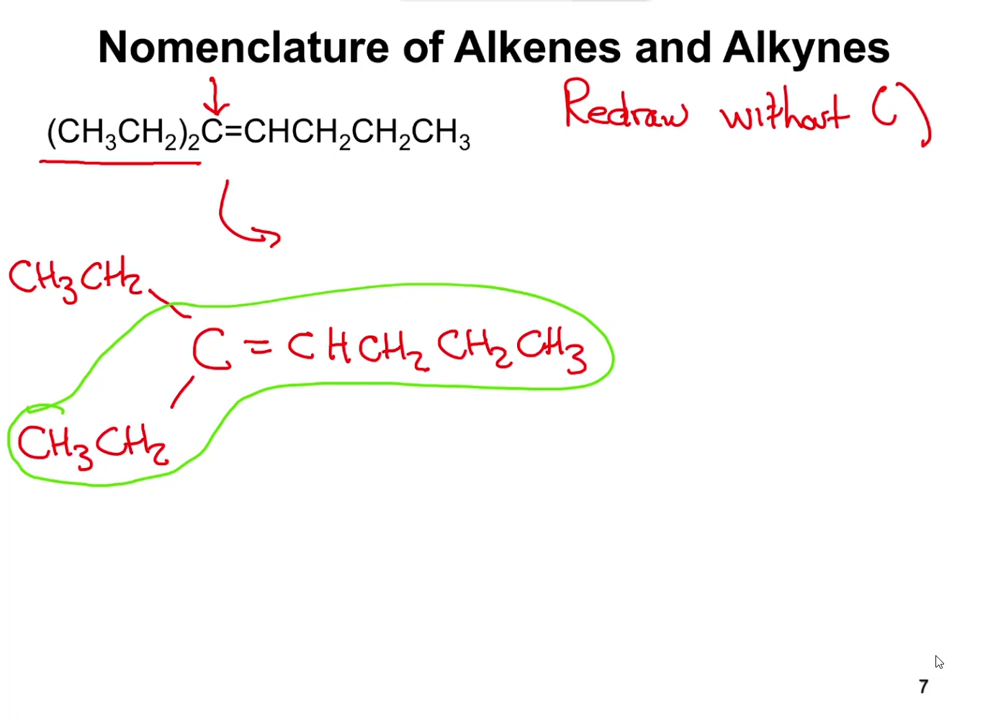 Nomenclature of Alkenes and Alkynes
(CH₃CH₂)₂C=CHCH₂CH₂CH₃
Redraw without ( )
CH₃CH₂
C = CHCH₂CH₂CH₃
CH₃CH₂
7